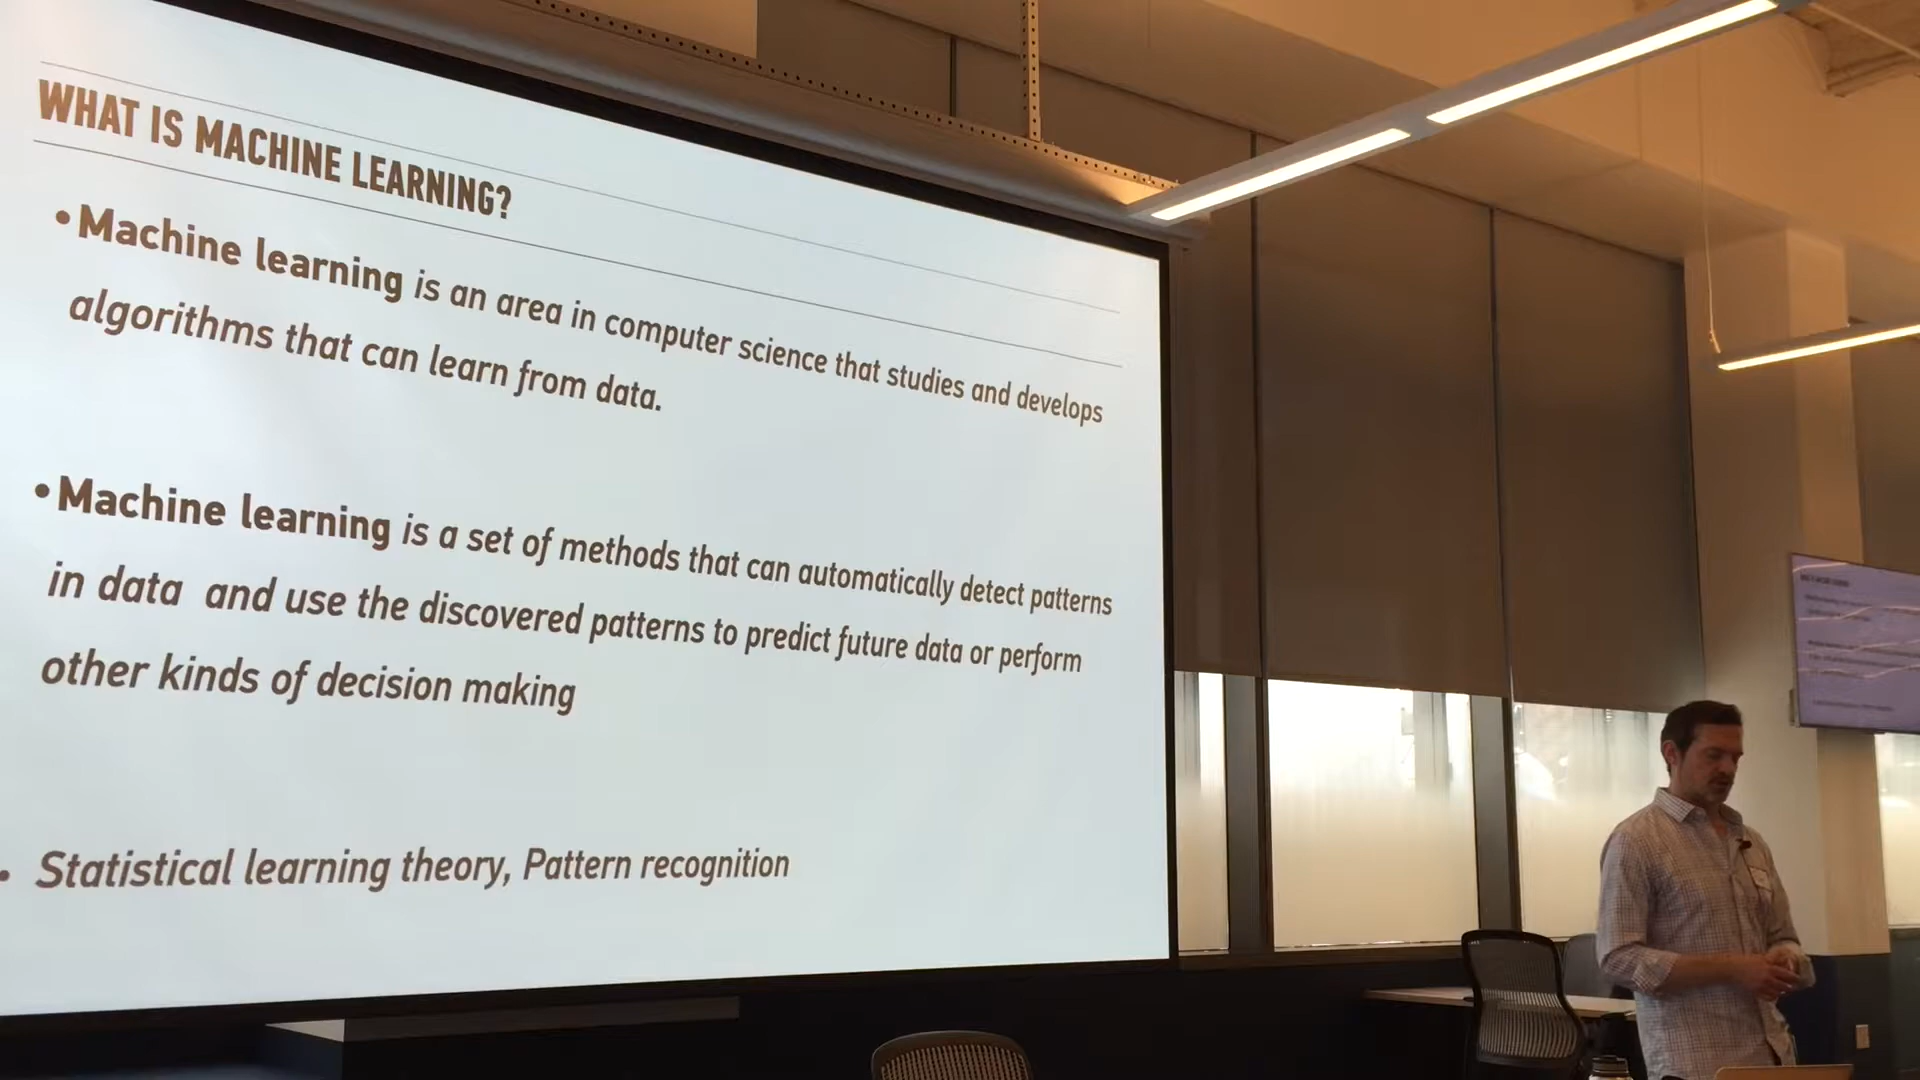 WHAT IS MACHINE LEARNING?
•Machine learning is an area in computer science that studies and develops
algorithms that can learn from data.
•Machine learning is a set of methods that can automatically detect patterns
in data and use the discovered patterns to predict future data or perform
other kinds of decision making
• Statistical learning theory, Pattern recognition